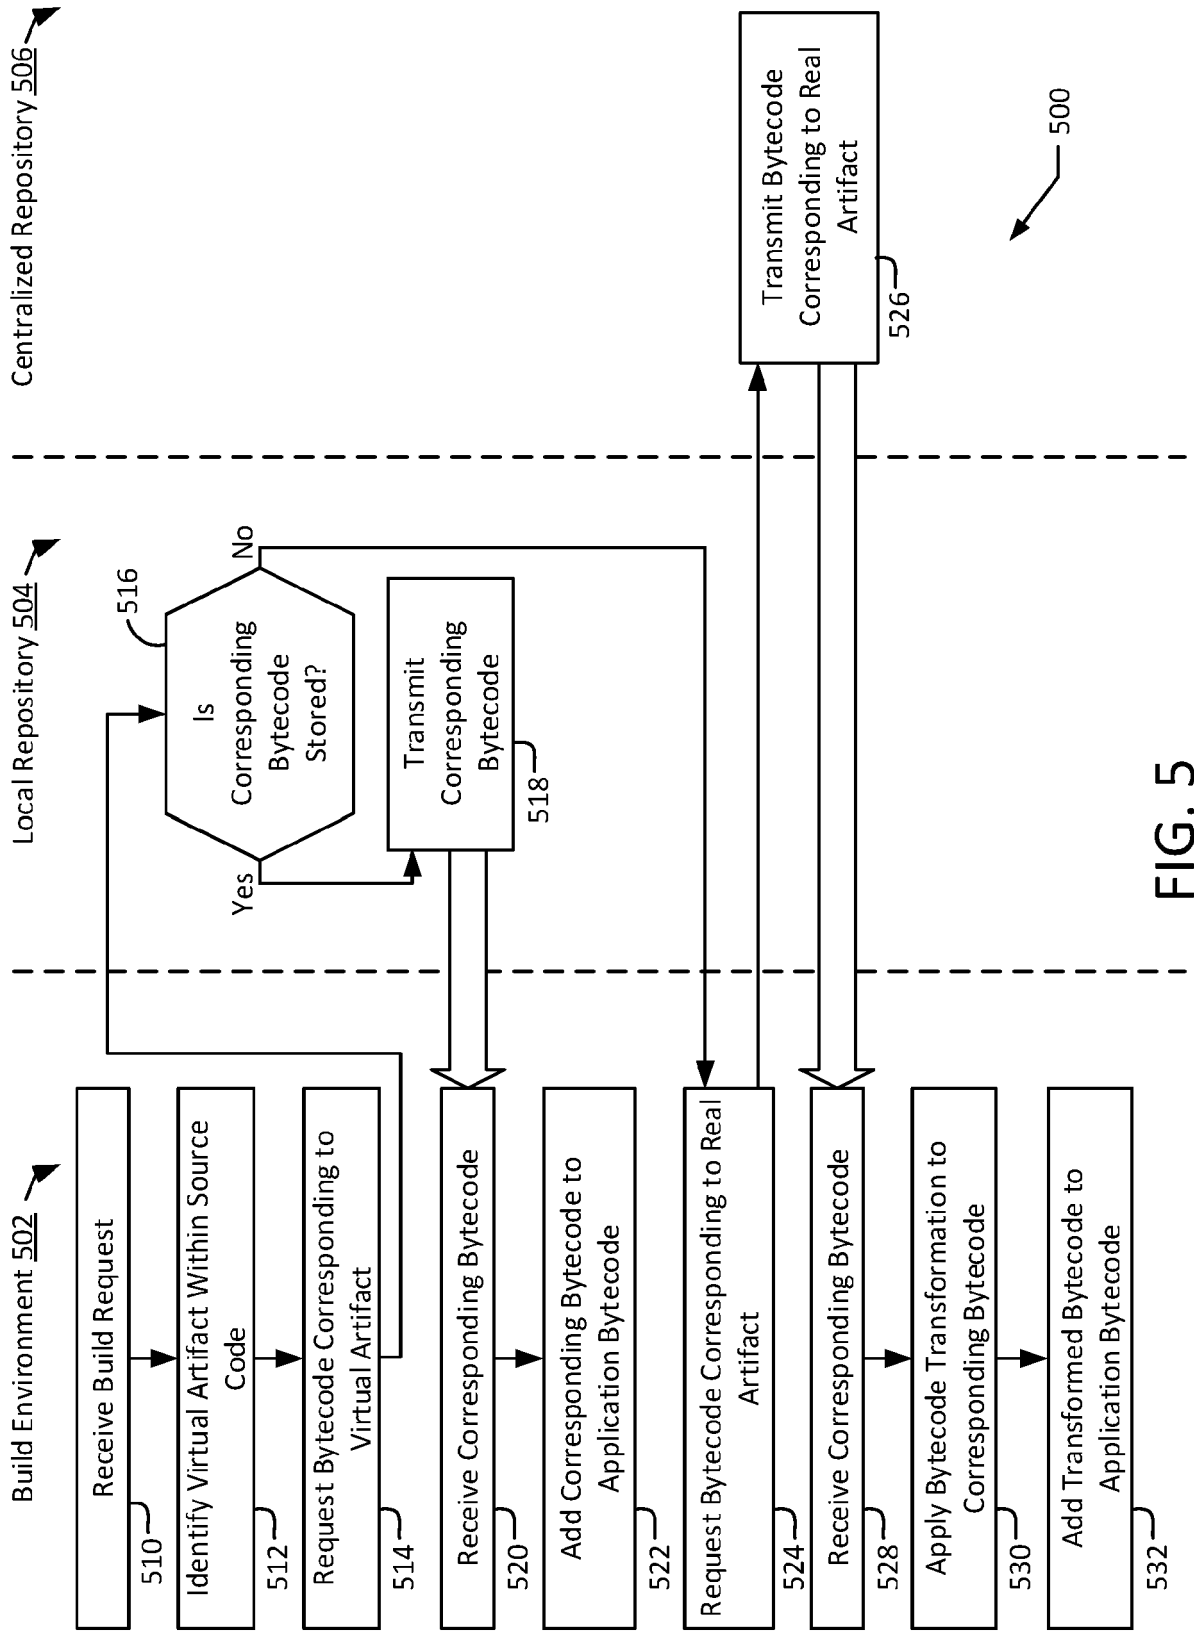 Build Environment 502
Local Repository 504
Centralized Repository 506
Receive Build Request
510
Identify Virtual Artifact Within Source
Code
512
Request Bytecode Corresponding to
Virtual Artifact
514
Is
Corresponding
Bytecode
Stored?
516
Yes
No
Transmit
Corresponding
Bytecode
518
Receive Corresponding Bytecode
520
Add Corresponding Bytecode to
Application Bytecode
522
Request Bytecode Corresponding to Real
Artifact
524
Transmit Bytecode
Corresponding to Real
Artifact
526
Receive Corresponding Bytecode
528
Apply Bytecode Transformation to
Corresponding Bytecode
530
Add Transformed Bytecode to
Application Bytecode
532
500
FIG. 5